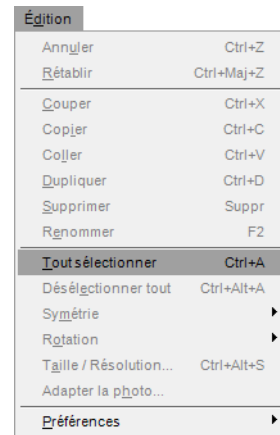 Édition
Annuler Ctrl+Z
Rétablir Ctrl+Maj+Z
Couper Ctrl+X
Copier Ctrl+C
Coller Ctrl+V
Dupliquer Ctrl+D
Supprimer Suppr
Renommer F2
Tout sélectionner Ctrl+A
Désélectionner tout Ctrl+Alt+A
Symétrie
Rotation
Taille / Résolution... Ctrl+Alt+S
Adapter la photo...
Préférences